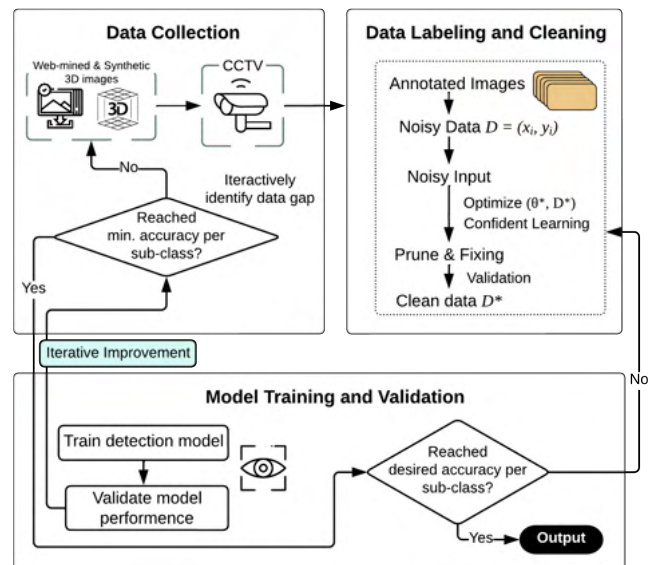 Data Collection
Web-mined & Synthetic
3D images
3D
CCTV
No
Iteractively
identify data gap
Reached
min. accuracy per
sub-class?
Yes
Iterative Improvement
Data Labeling and Cleaning
Annotated Images
Noisy Data D = (xᵢ, yᵢ)
Noisy Input
Optimize (θ*, D*)
Confident Learning
Prune & Fixing
Validation
Clean data D*
No
Model Training and Validation
Train detection model
Validate model
performence
Reached
desired accuracy per
sub-class?
Yes
Output